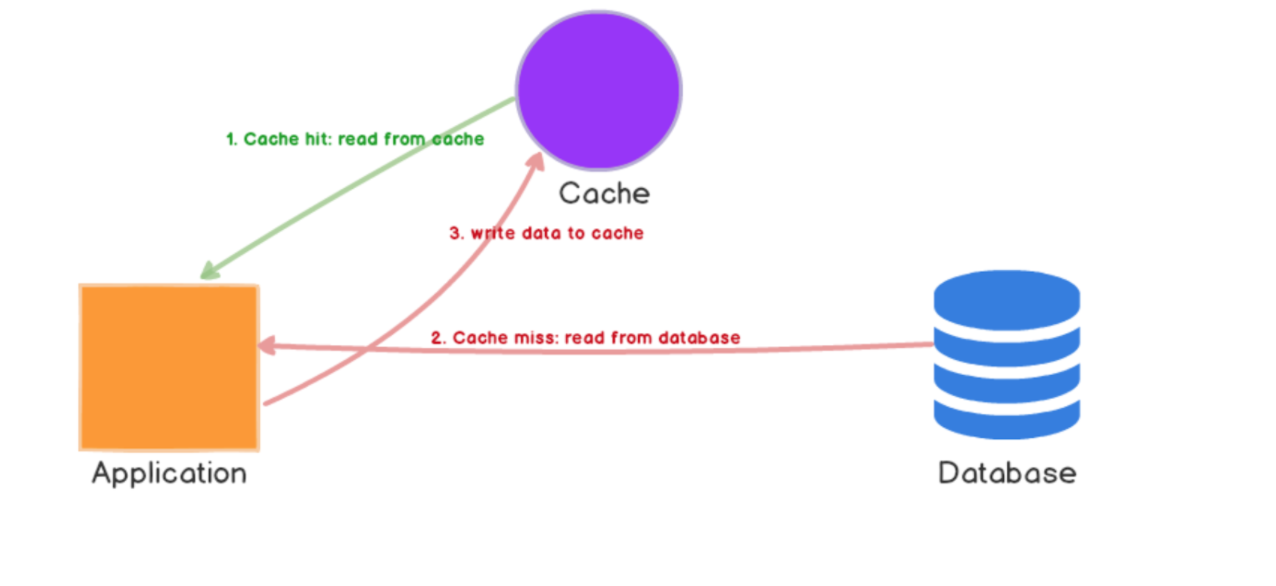 1. Cache hit: read from cache
Cache
3. write data to cache
2. Cache miss: read from database
Application
Database